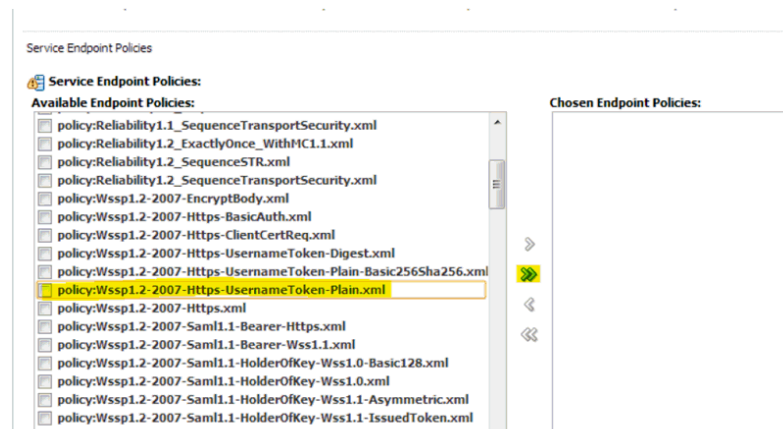 Service Endpoint Policies
Service Endpoint Policies:
Available Endpoint Policies:
policy:Reliability1.1_SequenceTransportSecurity.xml
policy:Reliability1.2_ExactlyOnce_WithMC1.1.xml
policy:Reliability1.2_SequenceSTR.xml
policy:Reliability1.2_SequenceTransportSecurity.xml
policy:Wssp1.2-2007-EncryptBody.xml
policy:Wssp1.2-2007-Https-BasicAuth.xml
policy:Wssp1.2-2007-Https-ClientCertReq.xml
policy:Wssp1.2-2007-Https-UsernameToken-Digest.xml
policy:Wssp1.2-2007-Https-UsernameToken-Plain-Basic256Sha256.xml
policy:Wssp1.2-2007-Https-UsernameToken-Plain.xml
policy:Wssp1.2-2007-Https.xml
policy:Wssp1.2-2007-Saml1.1-Bearer-Https.xml
policy:Wssp1.2-2007-Saml1.1-Bearer-Wss1.1.xml
policy:Wssp1.2-2007-Saml1.1-HolderOfKey-Wss1.0-Basic128.xml
policy:Wssp1.2-2007-Saml1.1-HolderOfKey-Wss1.0.xml
policy:Wssp1.2-2007-Saml1.1-HolderOfKey-Wss1.1-Asymmetric.xml
policy:Wssp1.2-2007-Saml1.1-HolderOfKey-Wss1.1-IssuedToken.xml
Chosen Endpoint Policies: